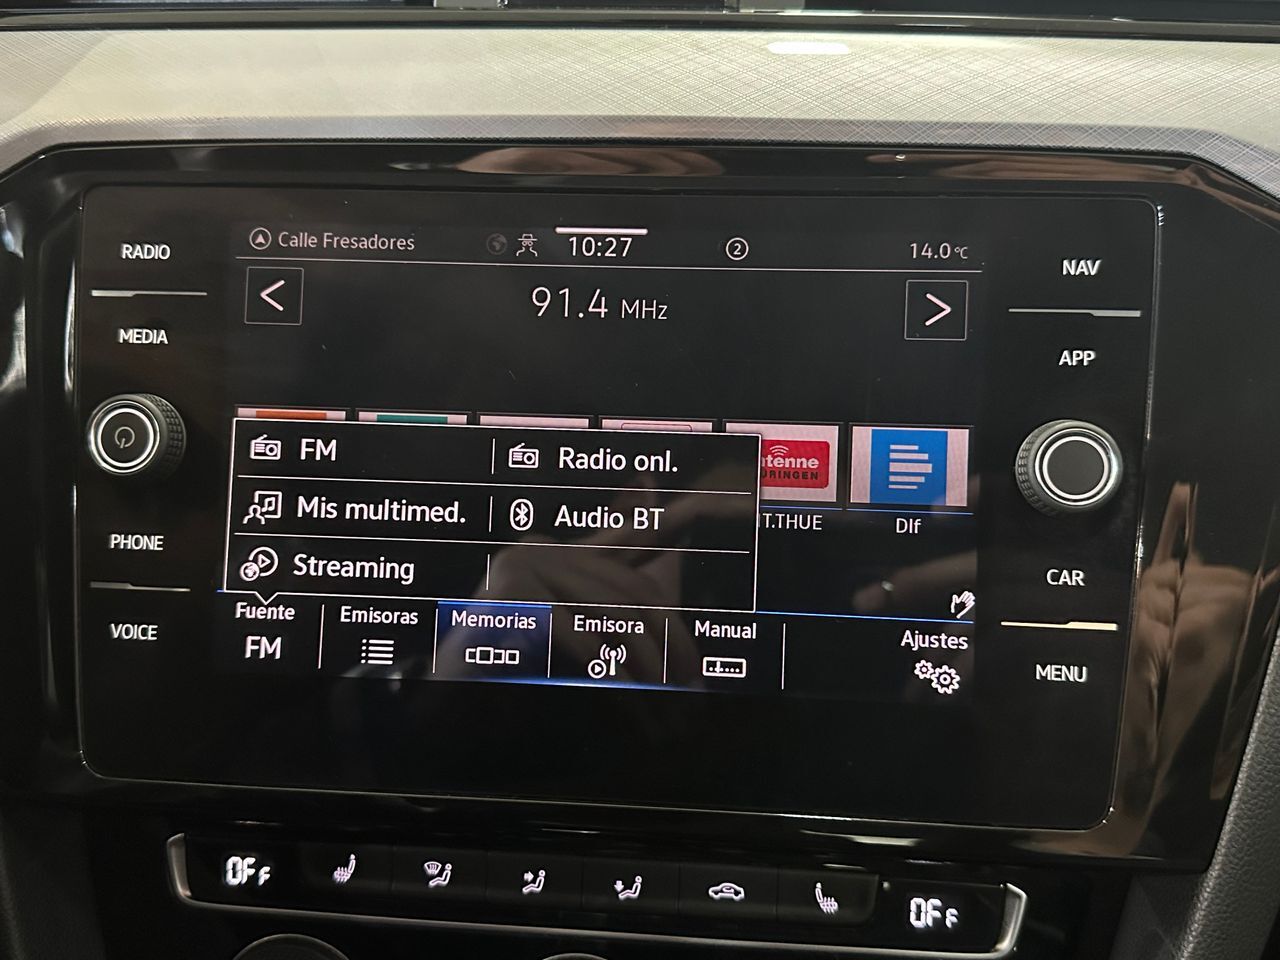 RADIO
MEDIA
PHONE
VOICE
Calle Fresadores
10:27
2
14.0 °C
91.4 MHz
FM
Radio onl.
Mis multimed.
Audio BT
Streaming
T.THUE
Dlf
Fuente
FM
Emisoras
Memorias
Emisora
Manual
Ajustes
NAV
APP
CAR
MENU
OFF
OFF